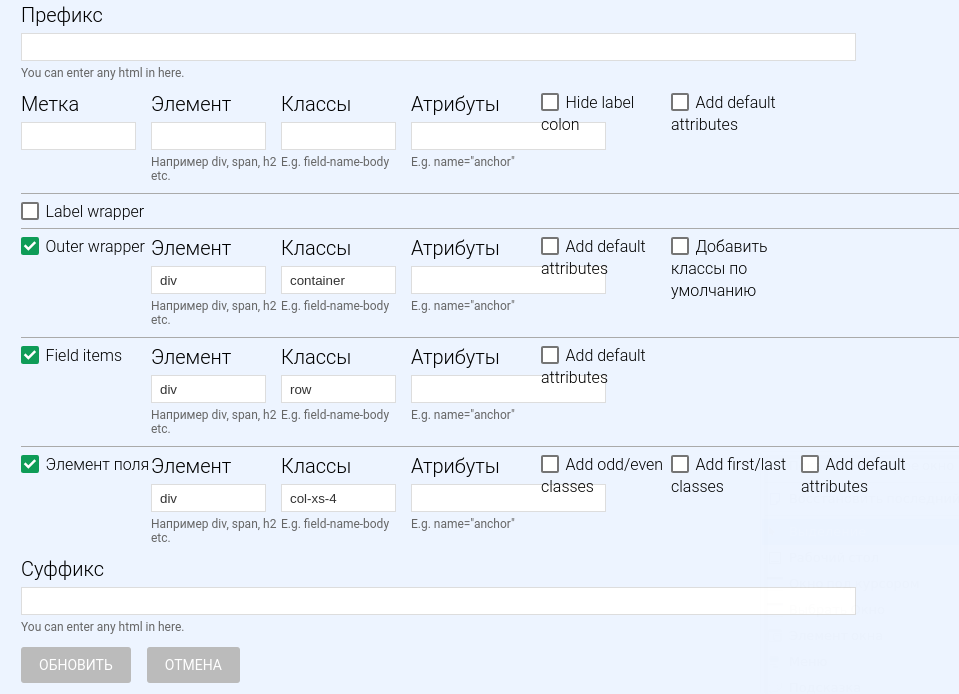 Префикс
You can enter any html in here.
Метка Элемент Классы Атрибуты Hide label colon Add default attributes
Например div, span, h2 etc. E.g. field-name-body E.g. name="anchor"
Label wrapper
Outer wrapper Элемент Классы Атрибуты Add default attributes Добавить классы по умолчанию
div container
Например div, span, h2 etc. E.g. field-name-body E.g. name="anchor"
Field items Элемент Классы Атрибуты Add default attributes
div row
Например div, span, h2 etc. E.g. field-name-body E.g. name="anchor"
Элемент поля Элемент Классы Атрибуты Add odd/even classes Add first/last classes Add default attributes
div col-xs-4
Например div, span, h2 etc. E.g. field-name-body E.g. name="anchor"
Суффикс
You can enter any html in here.
ОБНОВИТЬ ОТМЕНА